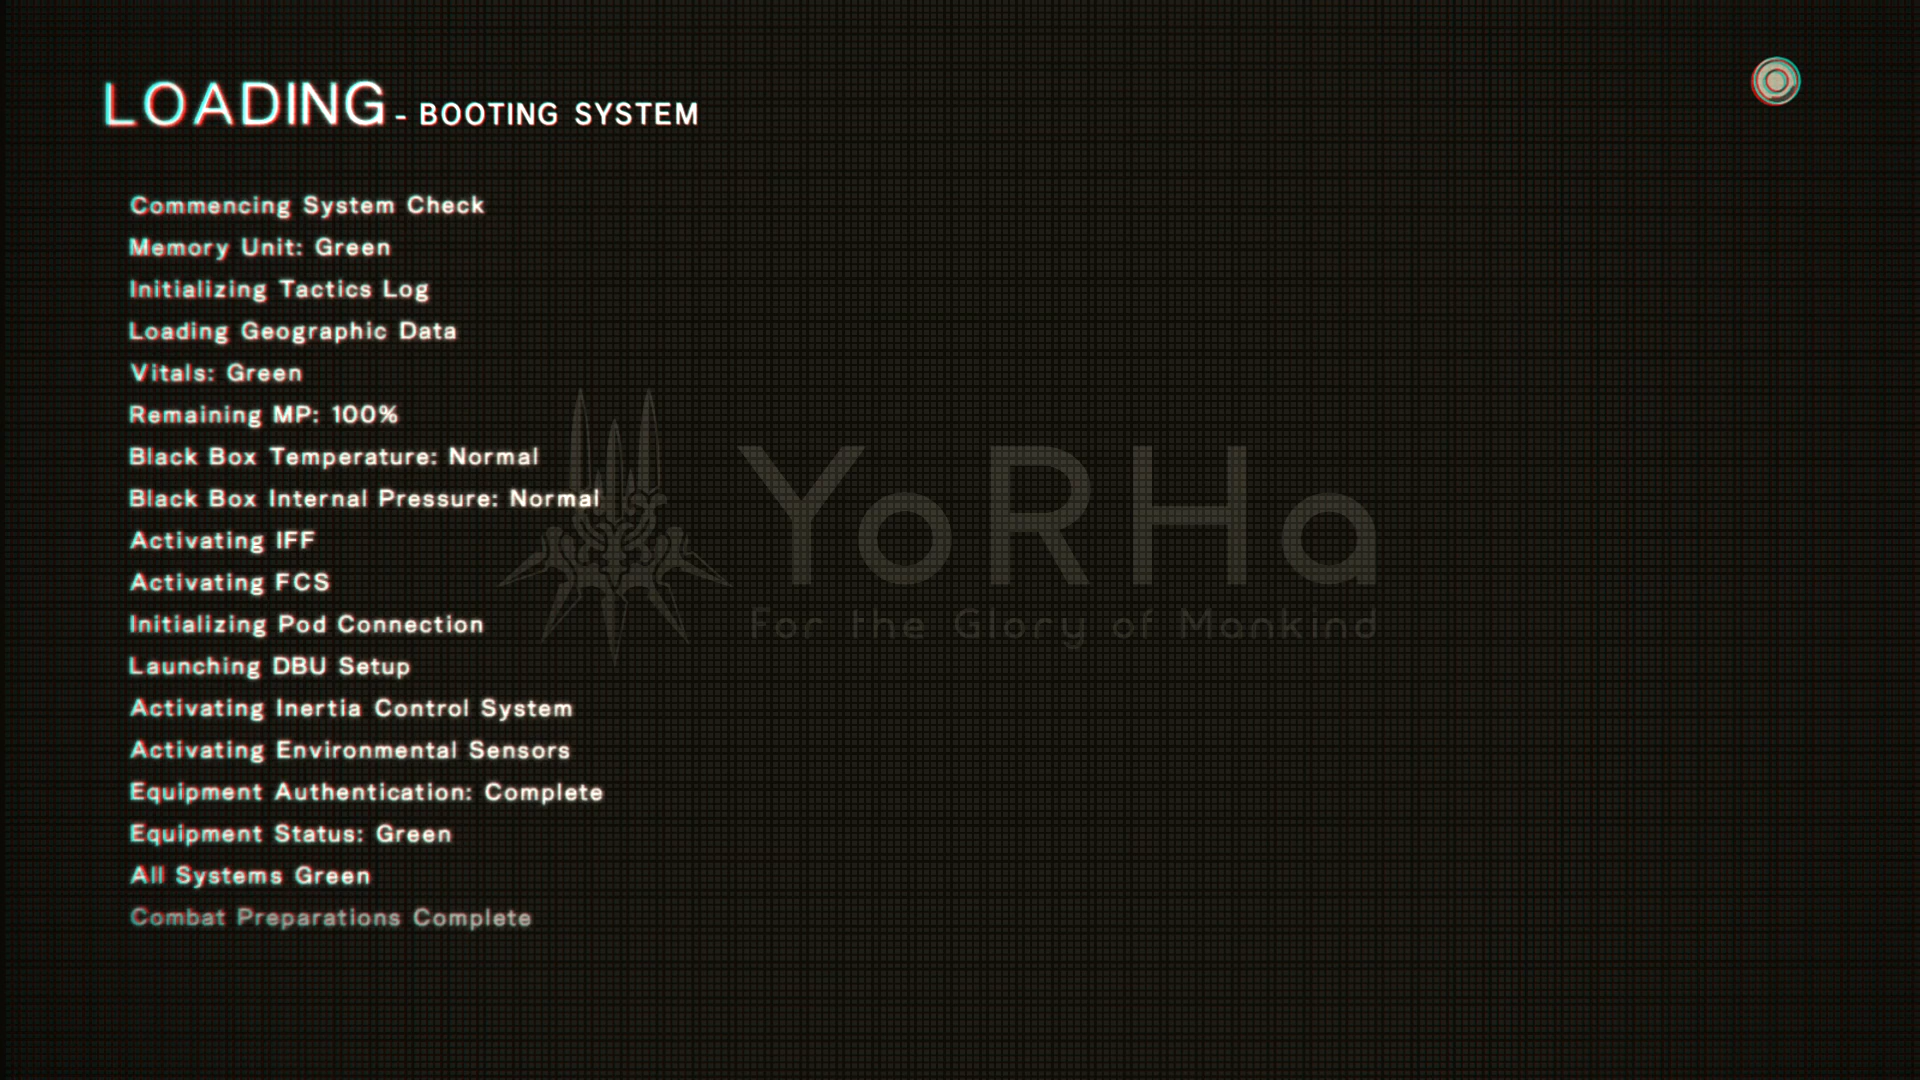 LOADING - BOOTING SYSTEM
Commencing System Check
Memory Unit: Green
Initializing Tactics Log
Loading Geographic Data
Vitals: Green
Remaining MP: 100%
Black Box Temperature: Normal
Black Box Internal Pressure: Normal
Activating IFF
Activating FCS
Initializing Pod Connection
Launching DBU Setup
Activating Inertia Control System
Activating Environmental Sensors
Equipment Authentication: Complete
Equipment Status: Green
All Systems Green
Combat Preparations Complete
YoRHa
For the Glory of Mankind